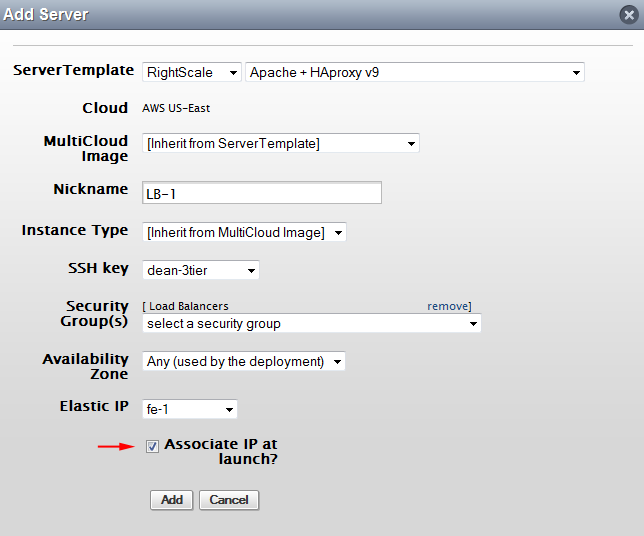 Add Server
ServerTemplate RightScale Apache + HAproxy v9
Cloud AWS US-East
MultiCloud [Inherit from ServerTemplate]
Image
Nickname LB-1
Instance Type [Inherit from MultiCloud Image]
SSH key dean-3tier
Security [ Load Balancers remove]
Group(s) select a security group
Availability Any (used by the deployment)
Zone
Elastic IP fe-1
Associate IP at
launch?
Add Cancel